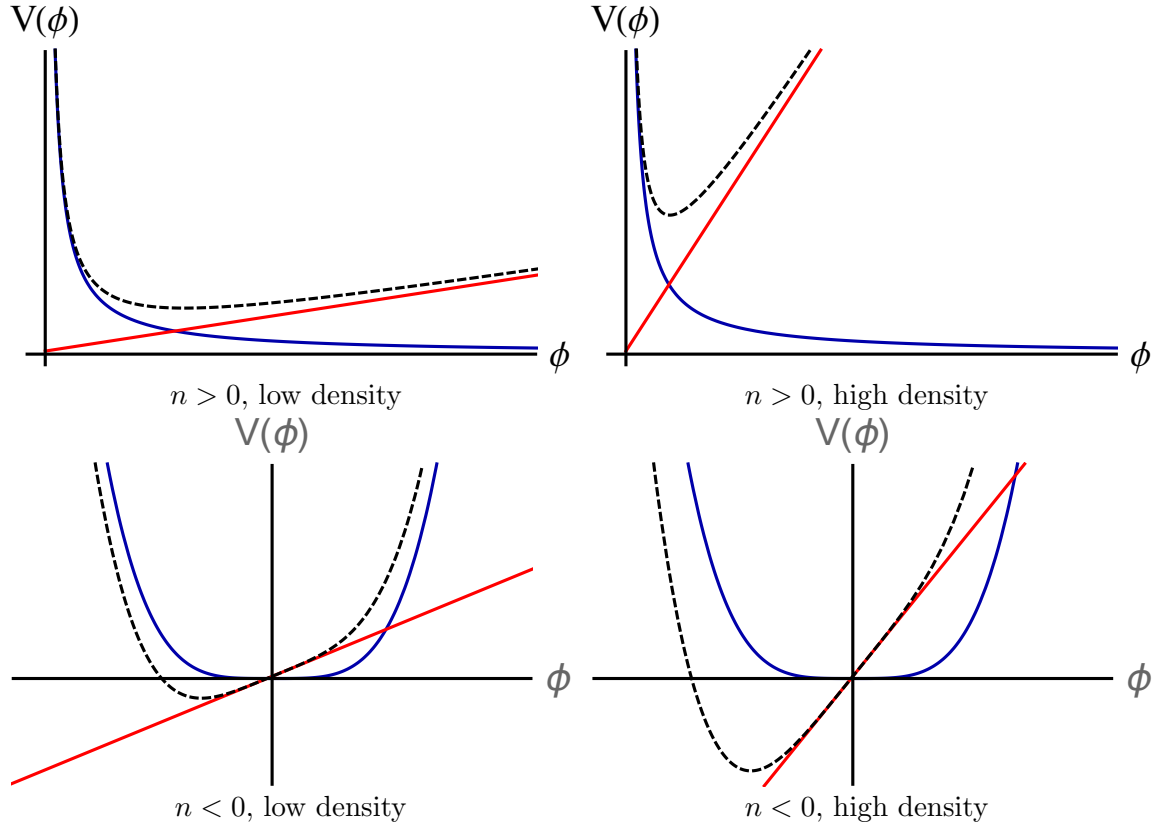 V(ϕ)
V(ϕ)
ϕ
ϕ
n > 0, low density
n > 0, high density
V(ϕ)
V(ϕ)
ϕ
ϕ
n < 0, low density
n < 0, high density